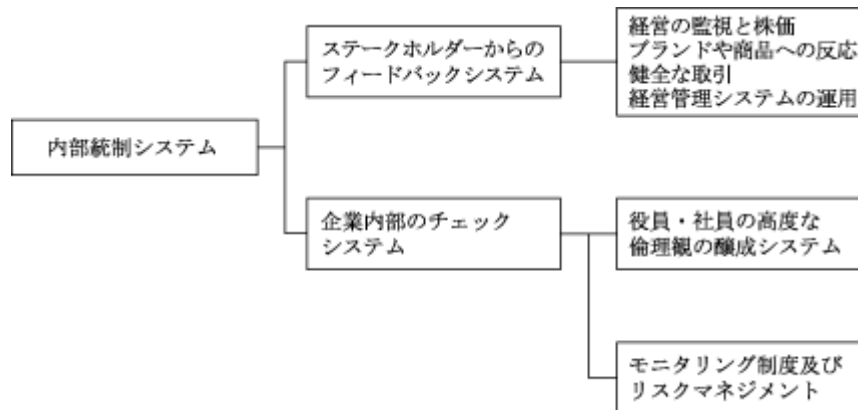 内部統制システム
ステークホルダーからの
フィードバックシステム
経営の監視と株価
ブランドや商品への反応
健全な取引
経営管理システムの運用
企業内部のチェック
システム
役員・社員の高度な
倫理観の醸成システム
モニタリング制度及び
リスクマネジメント